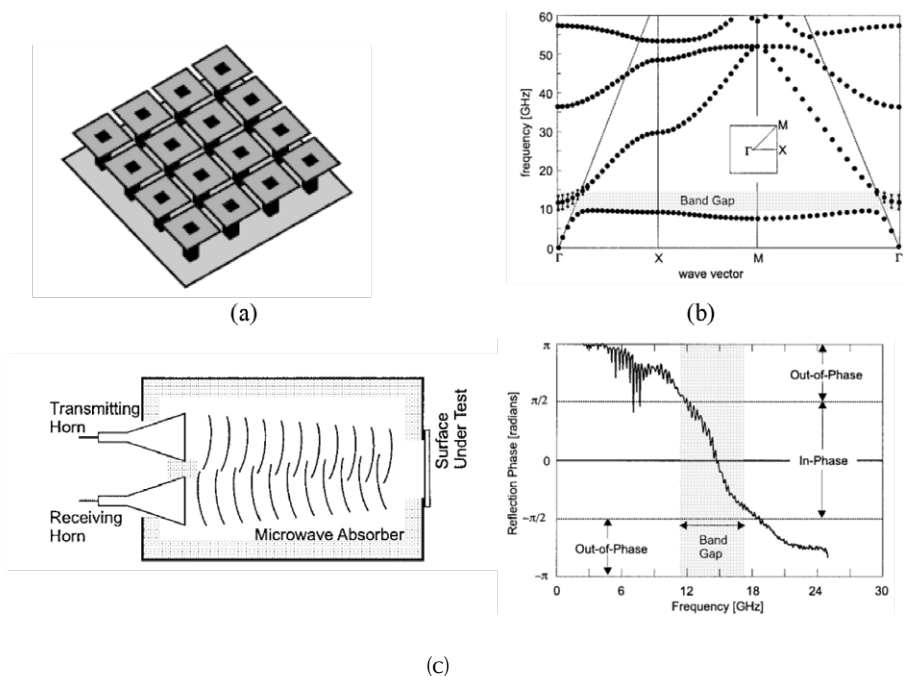 (a)
frequency [GHz]
60
50
40
30
20
10
0
M
Γ
X
Band Gap
Γ
X
M
Γ
wave vector
(b)
Transmitting
Horn
Receiving
Horn
Microwave Absorber
Surface
Under Test
Reflection Phase [radians]
π
π/2
0
−π/2
−π
Out-of-Phase
In-Phase
Out-of-Phase
Band
Gap
0
6
12
18
24
30
Frequency [GHz]
(c)